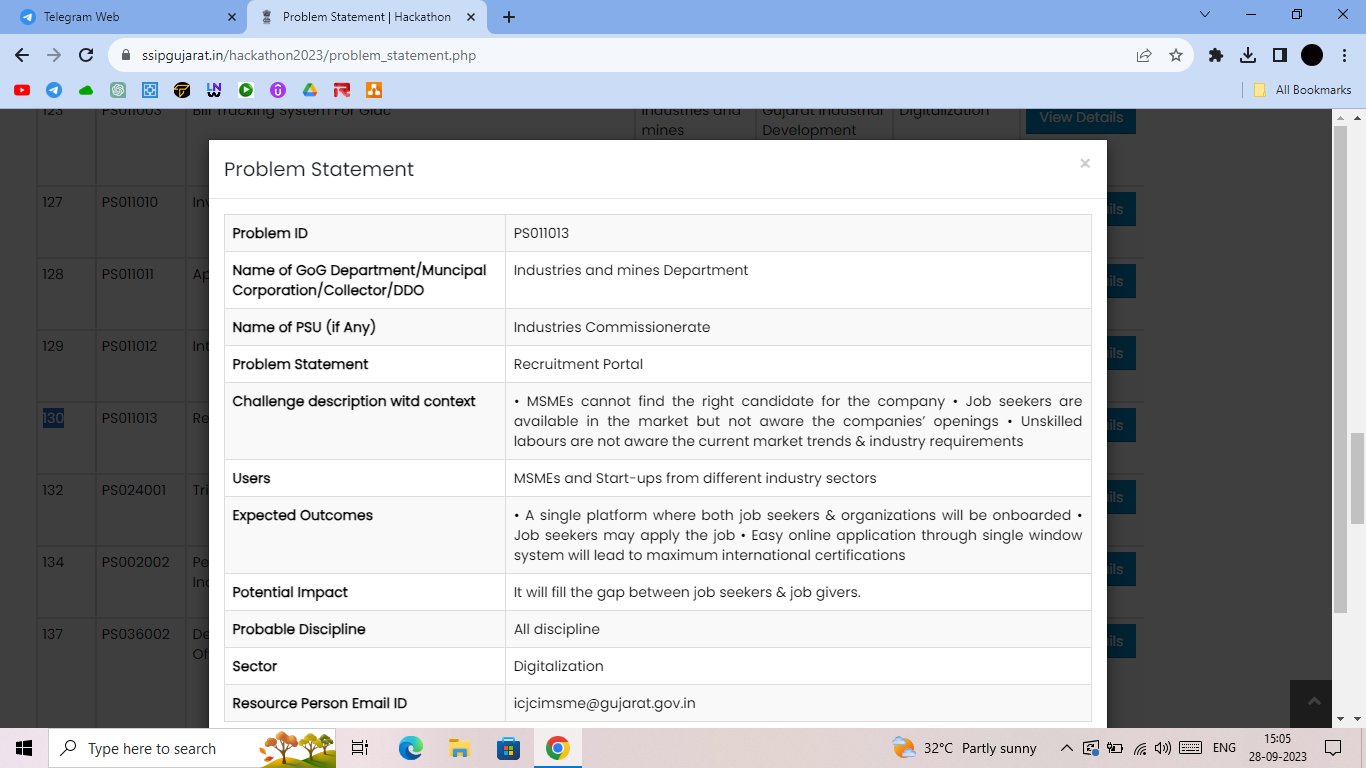 Telegram Web
Problem Statement | Hackathon
ssipgujarat.in/hackathon2023/problem_statement.php
All Bookmarks
123 PS011003 Bill Tracking System For Gidc Industries and Gujarat Industrial Digitalization View Details
mines Development
Problem Statement ×
127 PS011010
128 PS011011
129 PS011012
130 PS011013
132 PS024001
134 PS002002
137 PS036002
Problem ID PS011013
Name of GoG Department/Muncipal Industries and mines Department
Corporation/Collector/DDO
Name of PSU (if Any) Industries Commissionerate
Problem Statement Recruitment Portal
Challenge description witd context • MSMEs cannot find the right candidate for the company • Job seekers are
available in the market but not aware the companies’ openings • Unskilled
labours are not aware the current market trends & industry requirements
Users MSMEs and Start-ups from different industry sectors
Expected Outcomes • A single platform where both job seekers & organizations will be onboarded •
Job seekers may apply the job • Easy online application through single window
system will lead to maximum international certifications
Potential Impact It will fill the gap between job seekers & job givers.
Probable Discipline All discipline
Sector Digitalization
Resource Person Email ID icjcimsme@gujarat.gov.in
Type here to search
32°C Partly sunny
ENG
15:05
28-09-2023